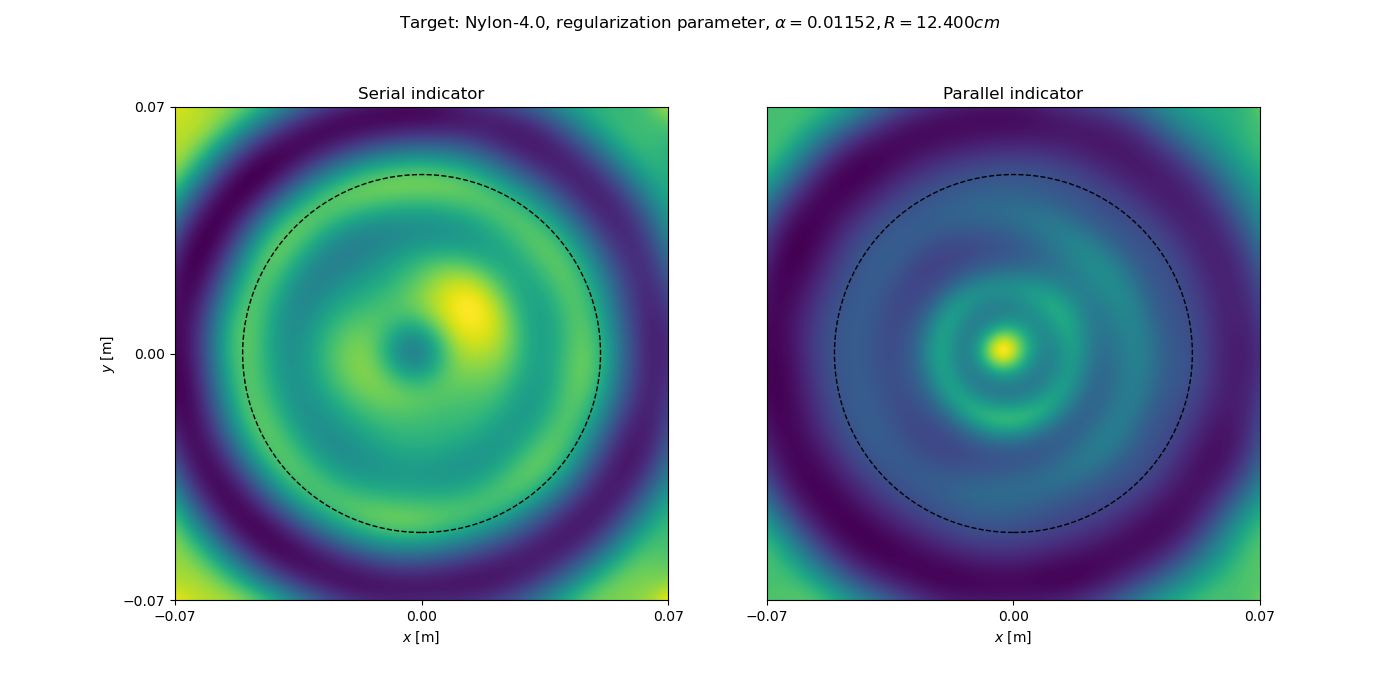 Target: Nylon-4.0, regularization parameter, α = 0.01152, R = 12.400cm
Serial indicator
Parallel indicator
0.07
0.00
−0.07
y [m]
−0.07 0.00 0.07
x [m]
−0.07 0.00 0.07
x [m]